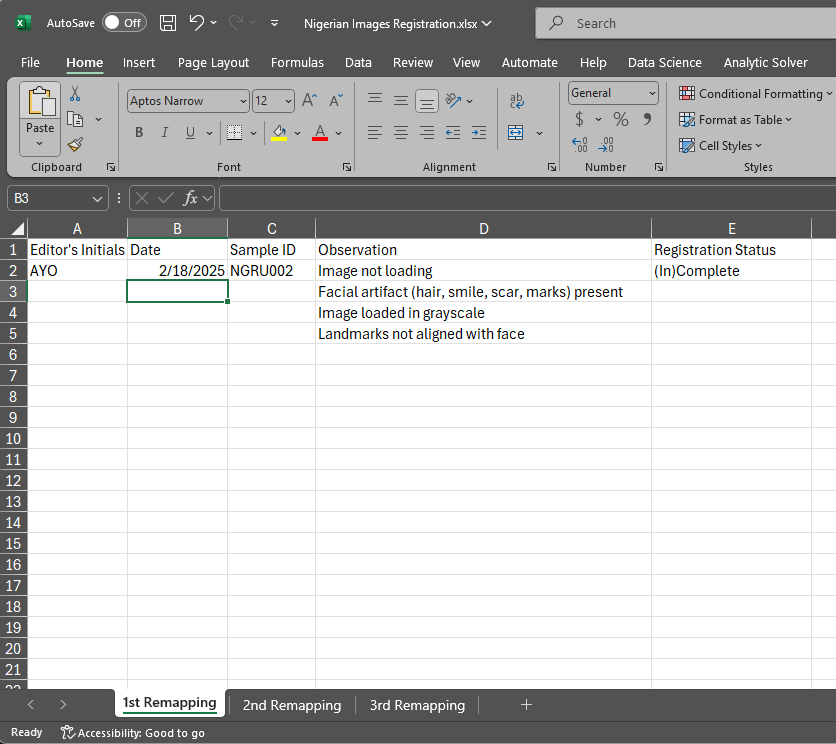 AutoSave Off Nigerian Images Registration.xlsx Search
File Home Insert Page Layout Formulas Data Review View Automate Help Data Science Analytic Solver
Paste Aptos Narrow 12 A A ab General Conditional Formatting
B I U A $ % Format as Table
Cell Styles
Clipboard Font Alignment Number Styles
B3 fx
A B C D E
1 Editor's Initials Date Sample ID Observation Registration Status
2 AYO 2/18/2025 NGRU002 Image not loading (In)Complete
3 Facial artifact (hair, smile, scar, marks) present
4 Image loaded in grayscale
5 Landmarks not aligned with face
6
7
8
9
10
11
12
13
14
15
16
17
18
19
20
21
1st Remapping 2nd Remapping 3rd Remapping
Ready Accessibility: Good to go